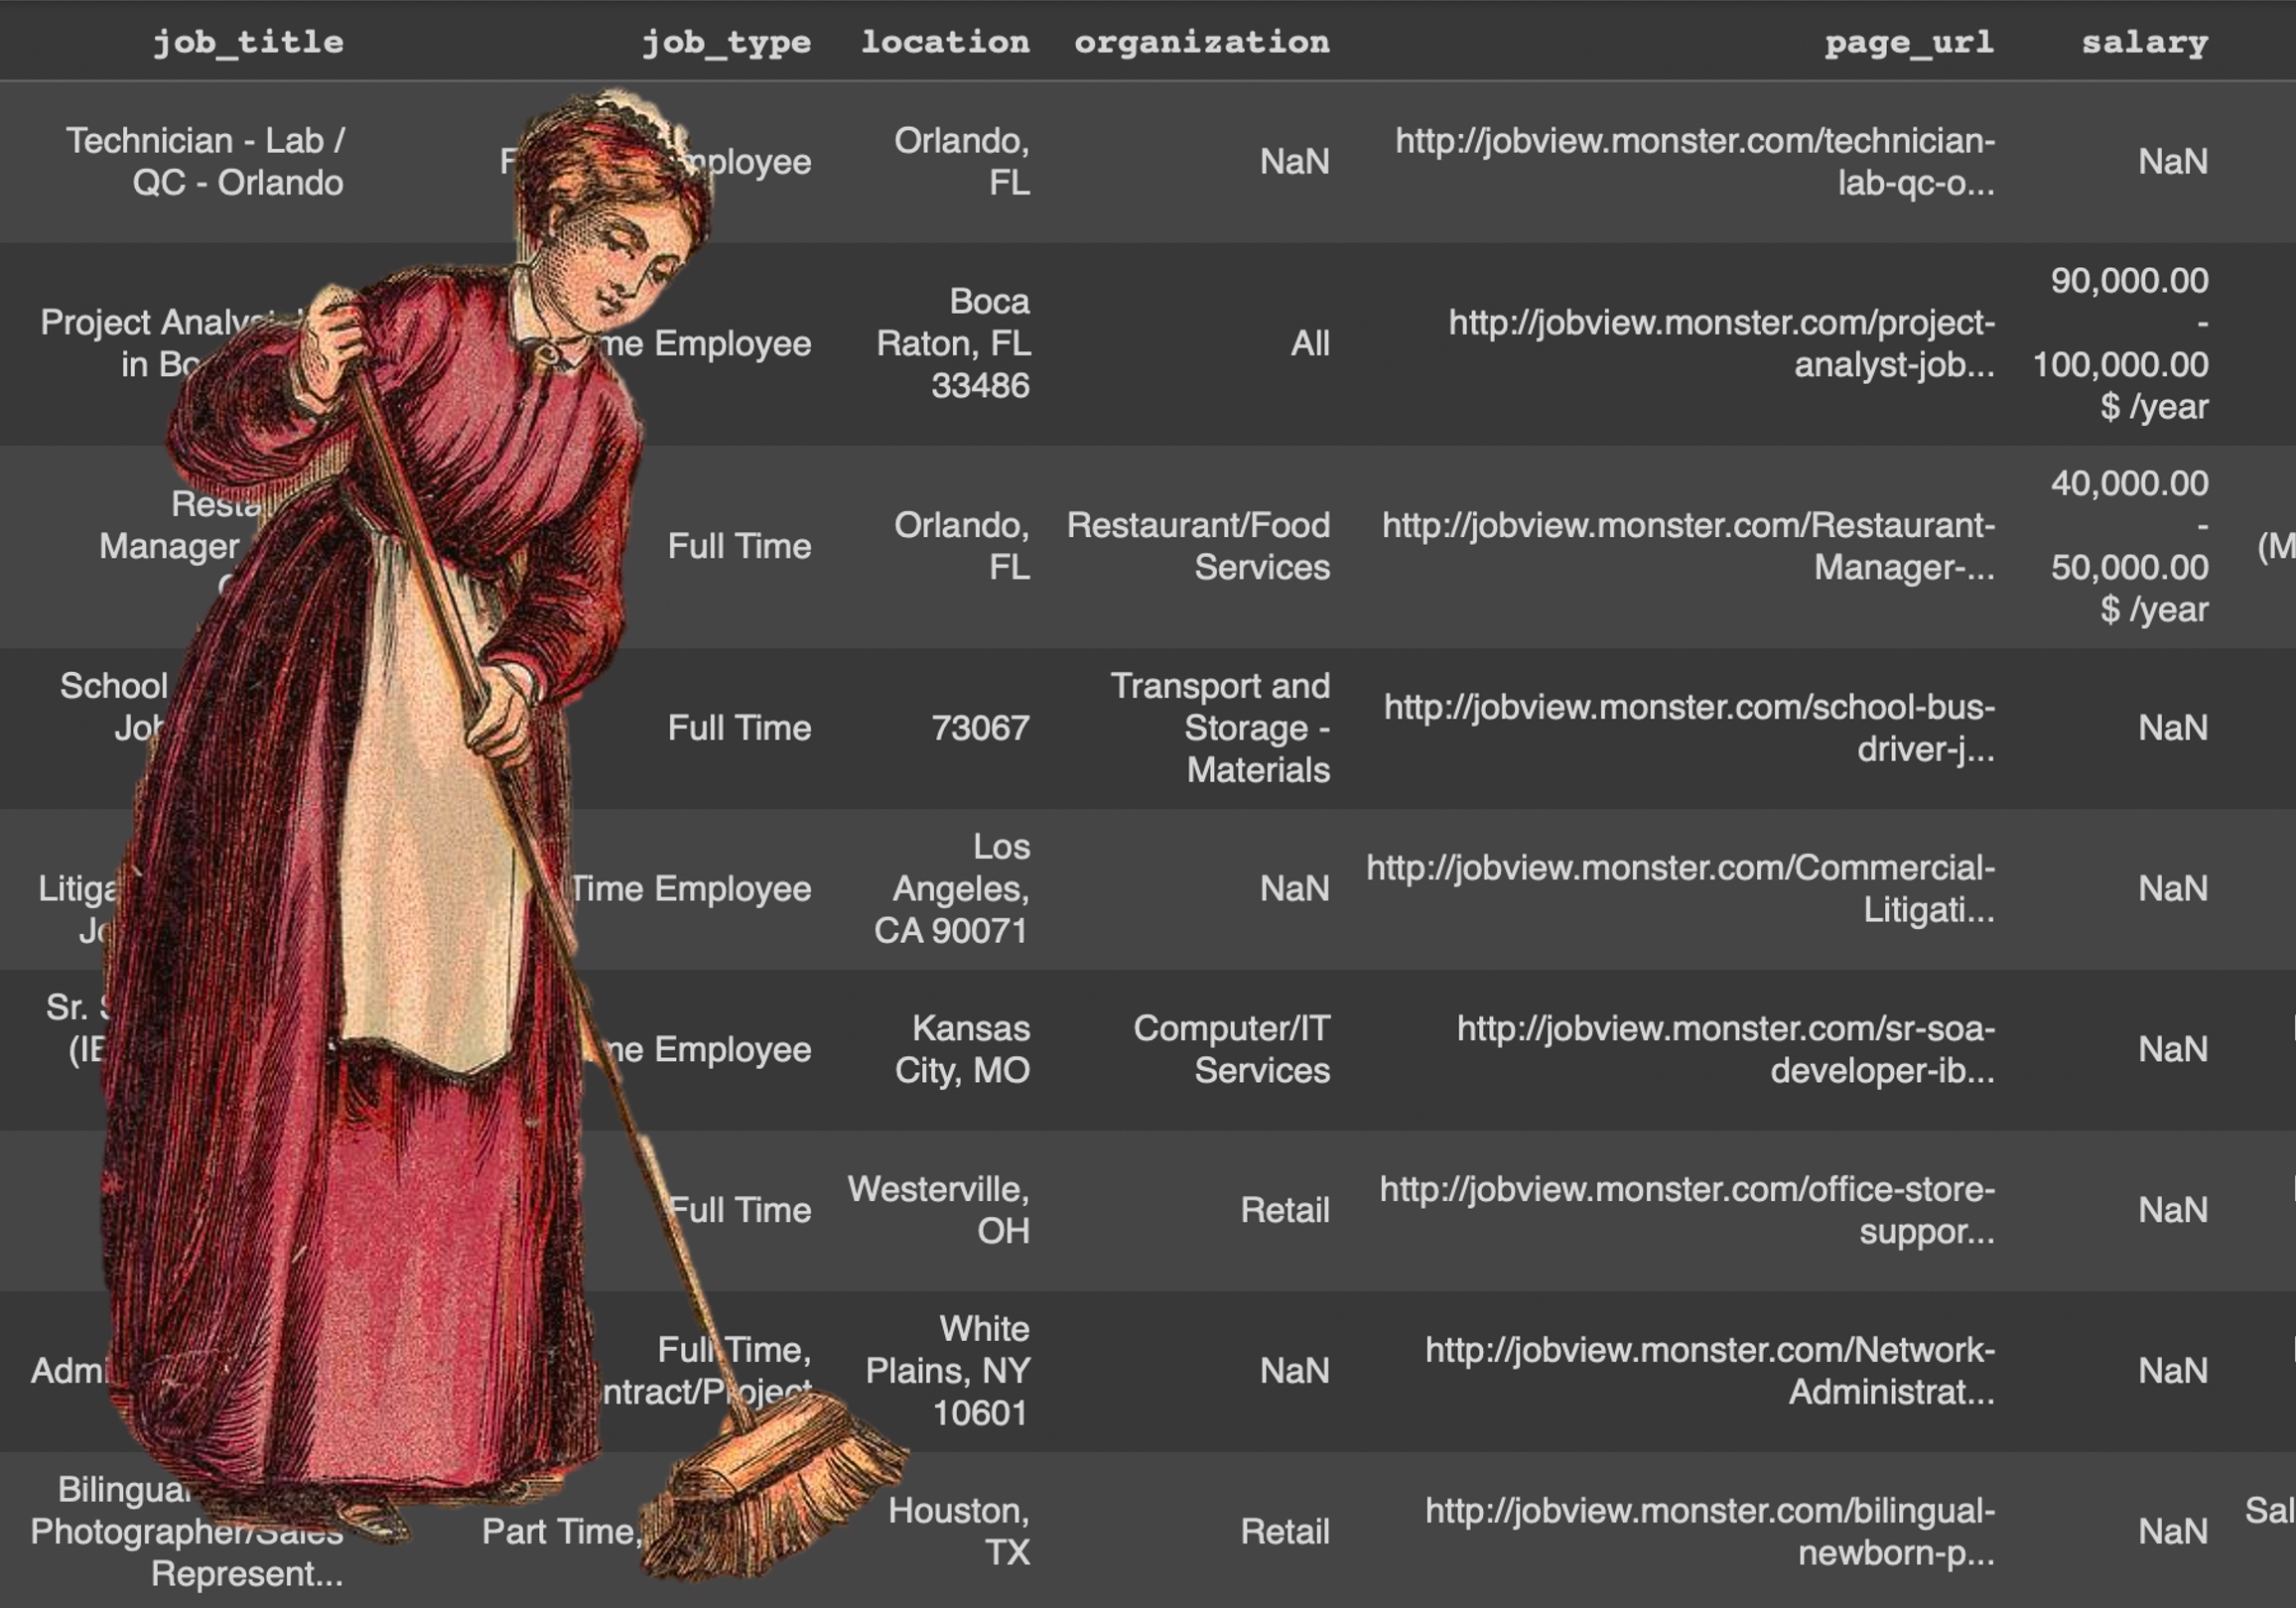 job_title job_type location organization page_url salary
Technician - Lab /
QC - Orlando
Orlando,
FL
NaN
http://jobview.monster.com/technician-
lab-qc-o...
NaN
Project
in
Employee
Boca
Raton, FL
33486
All
http://jobview.monster.com/project-
analyst-job...
90,000.00
-
100,000.00
$ /year
Manager
Full Time
Orlando,
FL
Restaurant/Food
Services
http://jobview.monster.com/Restaurant-
Manager-...
40,000.00
-
50,000.00
$ /year
School
Full Time
73067
Transport and
Storage -
Materials
http://jobview.monster.com/school-bus-
driver-j...
NaN
Time Employee
Los
Angeles,
CA 90071
NaN
http://jobview.monster.com/Commercial-
Litigati...
NaN
Sr.
Employee
Kansas
City, MO
Computer/IT
Services
http://jobview.monster.com/sr-soa-
developer-ib...
NaN
Full Time
Westerville,
OH
Retail
http://jobview.monster.com/office-store-
suppor...
NaN
Full Time,
White
Plains, NY
10601
NaN
http://jobview.monster.com/Network-
Administrat...
NaN
Photographer/Sales
Represent...
Part Time,
Houston,
TX
Retail
http://jobview.monster.com/bilingual-
newborn-p...
NaN